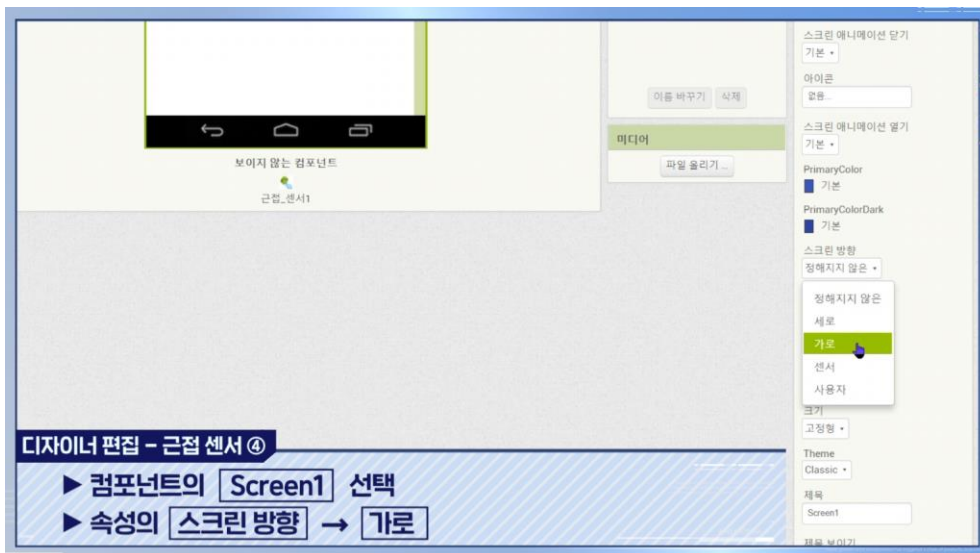 스크린 애니메이션 닫기
기본
아이콘
없음...
스크린 애니메이션 열기
기본
PrimaryColor
기본
PrimaryColorDark
기본
스크린 방향
정해지지 않은
정해지지 않은
세로
가로
센서
사용자
크기
고정형
Theme
Classic
제목
Screen1
제목 보이기
이름 바꾸기 삭제
미디어
파일 올리기 ...
보이지 않는 컴포넌트
근접_센서1
디자이너 편집 – 근접 센서 ④
▶ 컴포넌트의 Screen1 선택
▶ 속성의 스크린 방향 → 가로